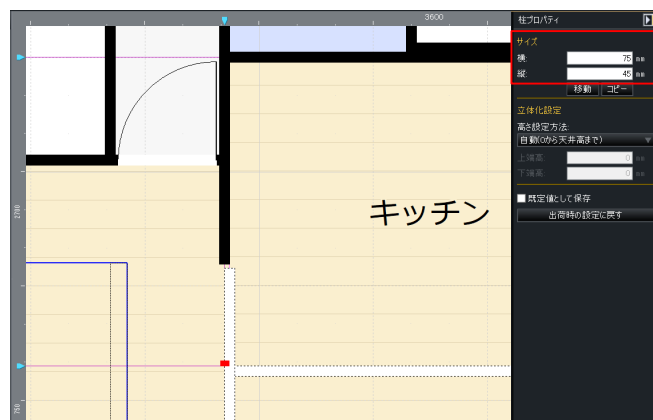 3600
柱プロパティ
サイズ
横: 75 mm
縦: 45 mm
移動 コピー
2700
立体化設定
高さ設定方法:
自動(0から天井高まで)
上端高: 0 mm
下端高: 0 mm
キッチン
既定値として保存
出荷時の設定に戻す
750